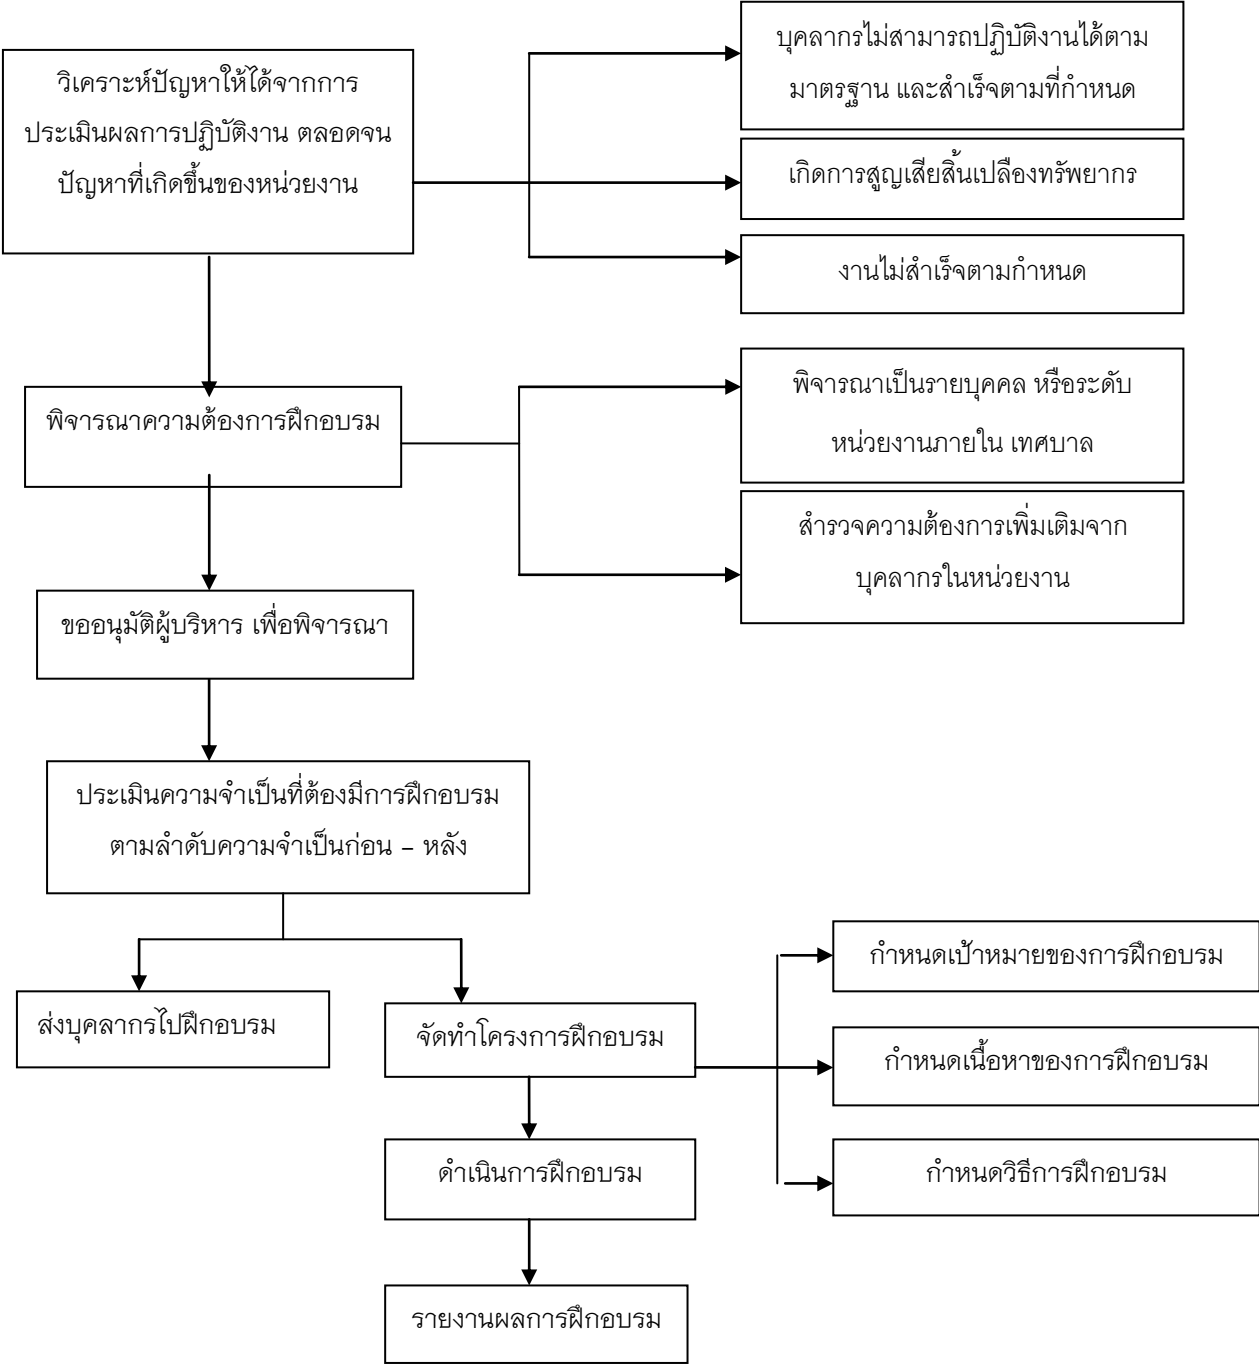 วิเคราะห์ปัญหาให้ได้จากการ
ประเมินผลการปฏิบัติงาน ตลอดจน
ปัญหาที่เกิดขึ้นของหน่วยงาน
บุคลากรไม่สามารถปฏิบัติงานได้ตาม
มาตรฐาน และสำเร็จตามที่กำหนด
เกิดการสูญเสียสิ้นเปลืองทรัพยากร
งานไม่สำเร็จตามกำหนด
พิจารณาความต้องการฝึกอบรม
พิจารณาเป็นรายบุคคล หรือระดับ
หน่วยงานภายใน เทศบาล
สำรวจความต้องการเพิ่มเติมจาก
บุคลากรในหน่วยงาน
ขออนุมัติผู้บริหาร เพื่อพิจารณา
ประเมินความจำเป็นที่ต้องมีการฝึกอบรม
ตามลำดับความจำเป็นก่อน – หลัง
ส่งบุคลากรไปฝึกอบรม
จัดทำโครงการฝึกอบรม
กำหนดเป้าหมายของการฝึกอบรม
กำหนดเนื้อหาของการฝึกอบรม
กำหนดวิธีการฝึกอบรม
ดำเนินการฝึกอบรม
รายงานผลการฝึกอบรม